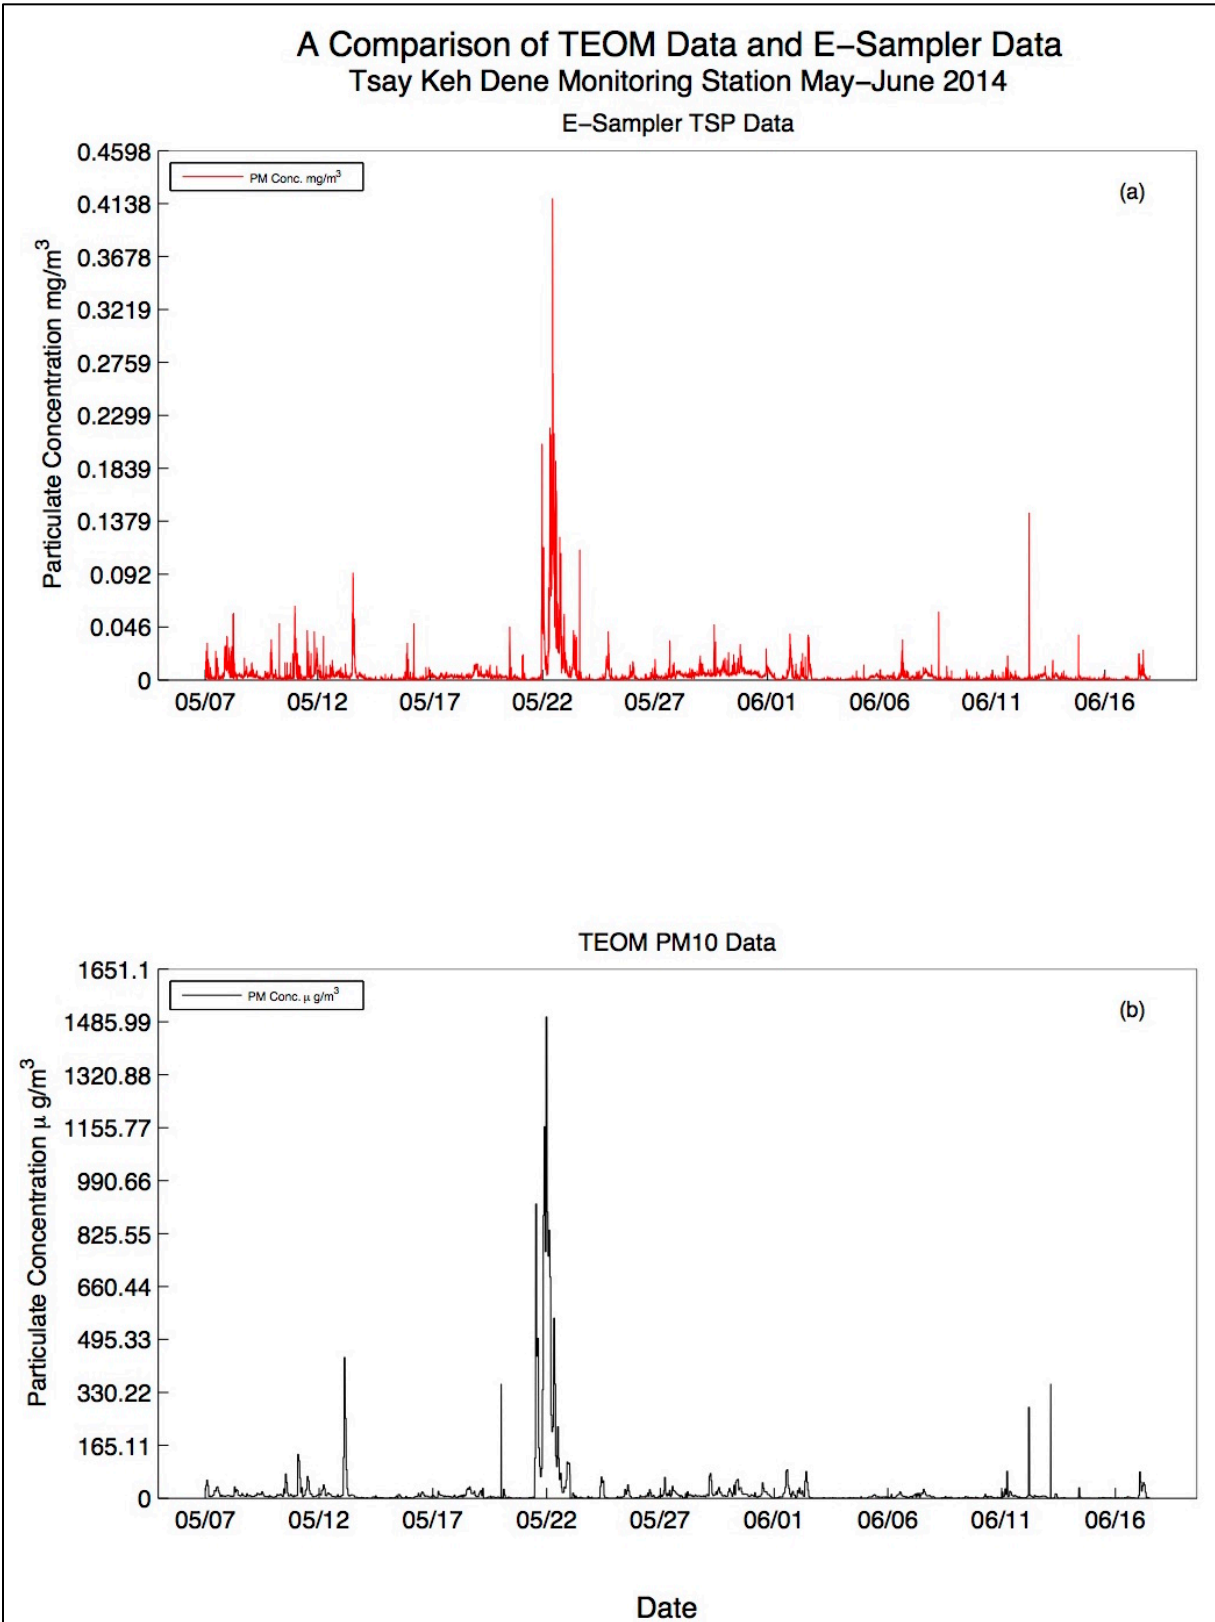 A Comparison of TEOM Data and E−Sampler Data
Tsay Keh Dene Monitoring Station May−June 2014
E−Sampler TSP Data
PM Conc. mg/m³
(a)
Particulate Concentration mg/m³
0.4598
0.4138
0.3678
0.3219
0.2759
0.2299
0.1839
0.1379
0.092
0.046
0
05/07 05/12 05/17 05/22 05/27 06/01 06/06 06/11 06/16
TEOM PM10 Data
PM Conc. μ g/m³
(b)
Particulate Concentration μ g/m³
1651.1
1485.99
1320.88
1155.77
990.66
825.55
660.44
495.33
330.22
165.11
0
05/07 05/12 05/17 05/22 05/27 06/01 06/06 06/11 06/16
Date